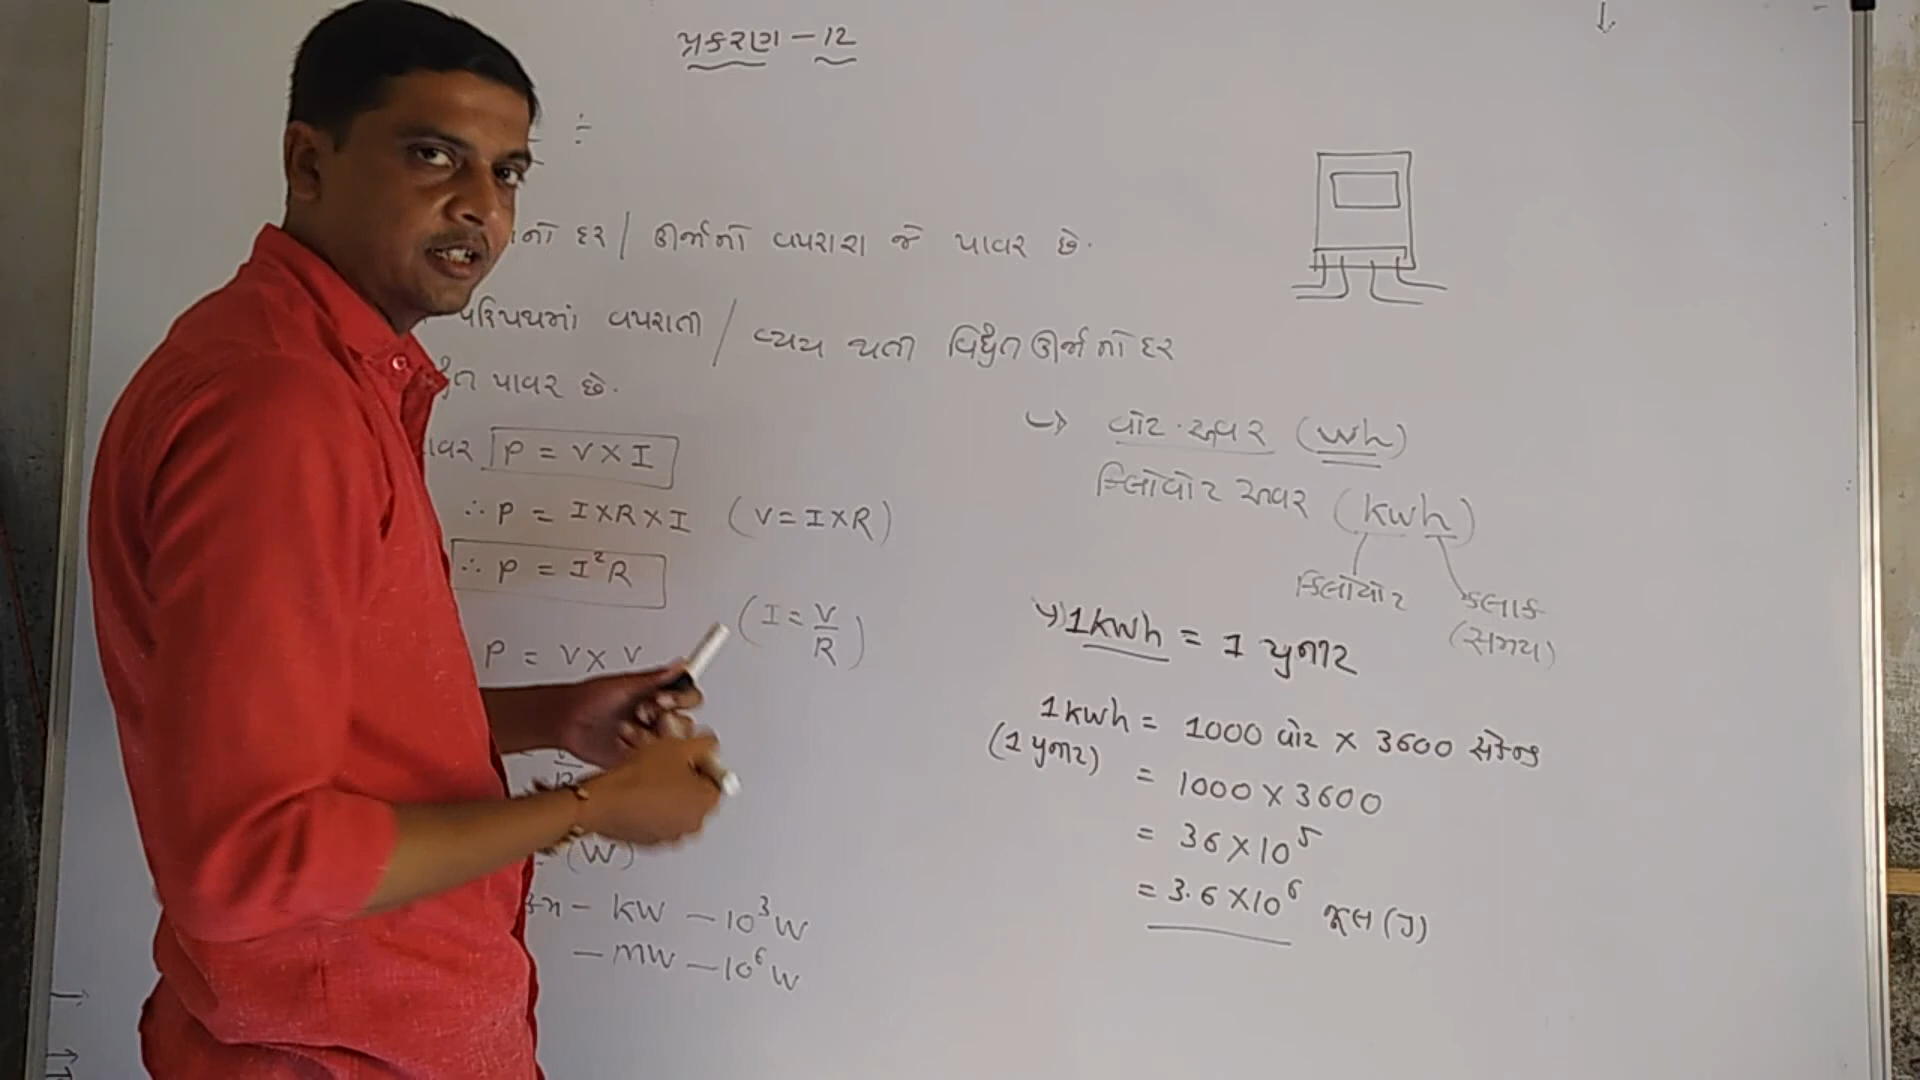 પ્રકરણ - 12
÷
નો દર / ઊર્જાનો વપરાશ જે પાવર છે.
પરિપથમાં વપરાતી / વ્યય થતી વિદ્યુતઊર્જાનો દર
પાવર છે.
P = V X I
∴ P = I X R X I (V = I X R)
∴ P = I²R
(I = V/R)
P = V X V
(W)
- KW - 10³W
- MW - 10⁶W
→ વોટ.અવર (Wh)
કિલોવોટ અવર (kwh)
કિલોવોટ કલાક
(સમય)
1kwh = 1 યુનીટ
1kwh = 1000 વોટ X 3600 સેકન્ડ
(1 યુનીટ)
= 1000 X 3600
= 36 X 10⁵
= 3.6 X 10⁶ જૂલ (J)